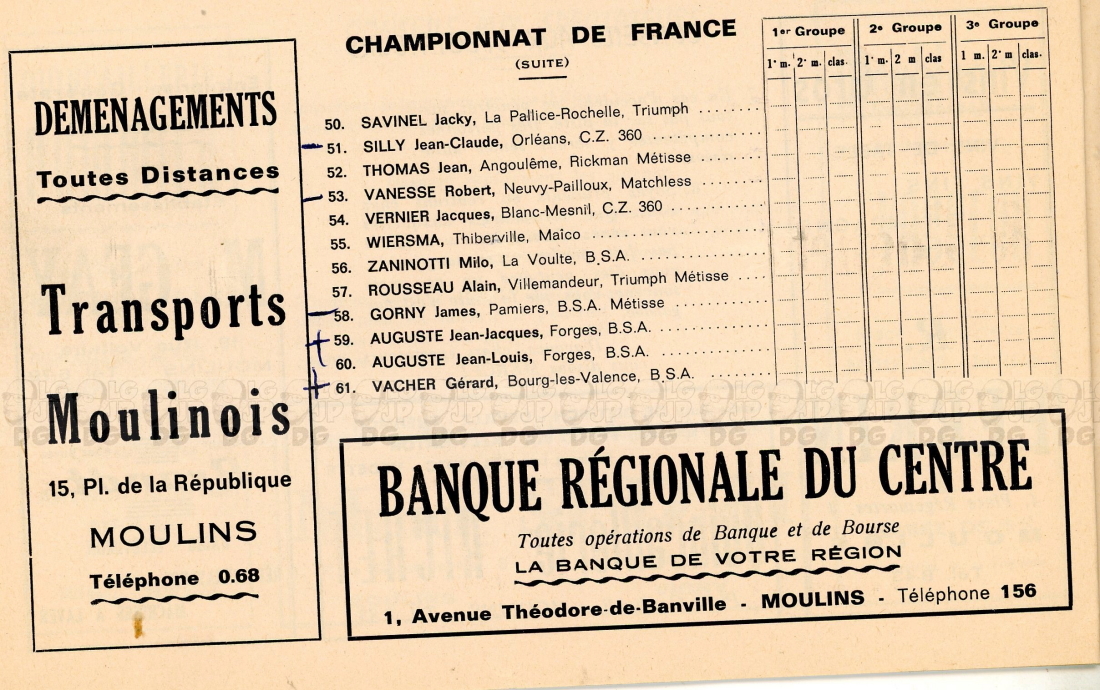 DEMENAGEMENTS
Toutes Distances
Transports
Moulinois
15, Pl. de la République
MOULINS
Téléphone 0.68
CHAMPIONNAT DE FRANCE
(SUITE)
1er Groupe 2e Groupe 3e Groupe
1e m. 2e m. clas. 1e m. 2 m clas 1 m. 2e m clas.
50. SAVINEL Jacky, La Pallice-Rochelle, Triumph ........
51. SILLY Jean-Claude, Orléans, C.Z. 360 ............
52. THOMAS Jean, Angoulême, Rickman Métisse ........
53. VANESSE Robert, Neuvy-Pailloux, Matchless ........
54. VERNIER Jacques, Blanc-Mesnil, C.Z. 360 ............
55. WIERSMA, Thiberville, Maïco ....................
56. ZANINOTTI Milo, La Voulte, B.S.A. ................
57. ROUSSEAU Alain, Villemandeur, Triumph Métisse ....
58. GORNY James, Pamiers, B.S.A. Métisse ............
59. AUGUSTE Jean-Jacques, Forges, B.S.A. ............
60. AUGUSTE Jean-Louis, Forges, B.S.A. ............
61. VACHER Gérard, Bourg-les-Valence, B.S.A. ........
BANQUE RÉGIONALE DU CENTRE
Toutes opérations de Banque et de Bourse
LA BANQUE DE VOTRE RÉGION
1, Avenue Théodore-de-Banville - MOULINS - Téléphone 156